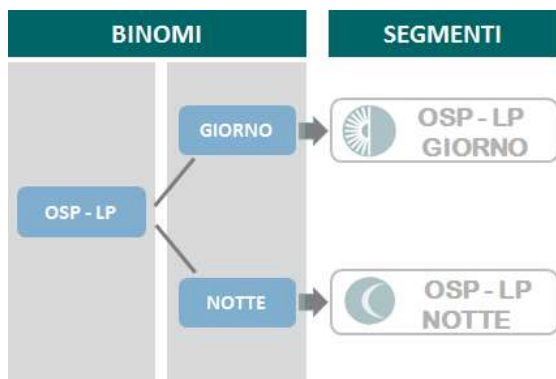 BINOMI
SEGMENTI
GIORNO
OSP - LP
GIORNO
OSP - LP
NOTTE
OSP - LP
NOTTE